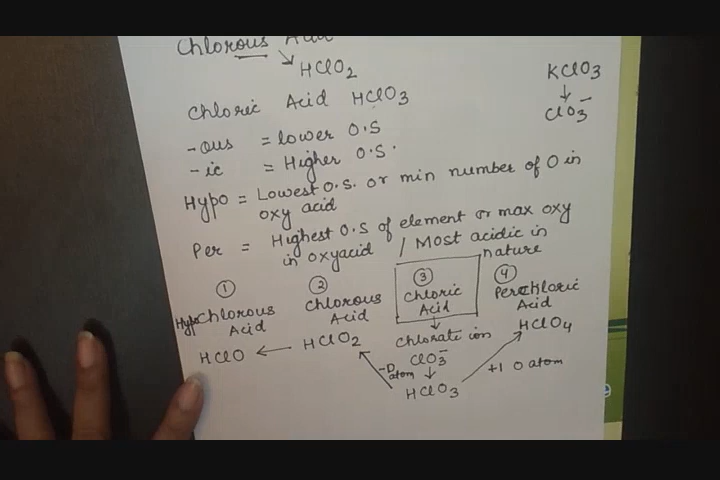 Chlorous Acid
HClO2
KClO3
Chloric Acid HClO3
ClO3-
-ous = lower O.S
-ic = Higher O.S.
Hypo = Lowest O.S. or min number of O in
oxy acid
Per = Highest O.S of element or max oxy
in oxyacid / Most acidic in
nature
1 2 3 4
Hypochlorous Acid
Chlorous Acid
Chloric Acid
Perchloric Acid
HClO ← HClO2
Chlorate ion
HClO4
ClO3-
-O atom
+1 O atom
HClO3